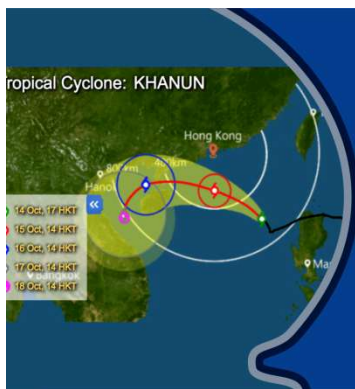 ropical Cyclone: KHANUN
Hong Kong
400km
800km
Hanoi
14 Oct, 17 HKT
15 Oct, 14 HKT
16 Oct, 14 HKT
17 Oct, 14 HKT
18 Oct, 14 HKT
Bangkok
Ma